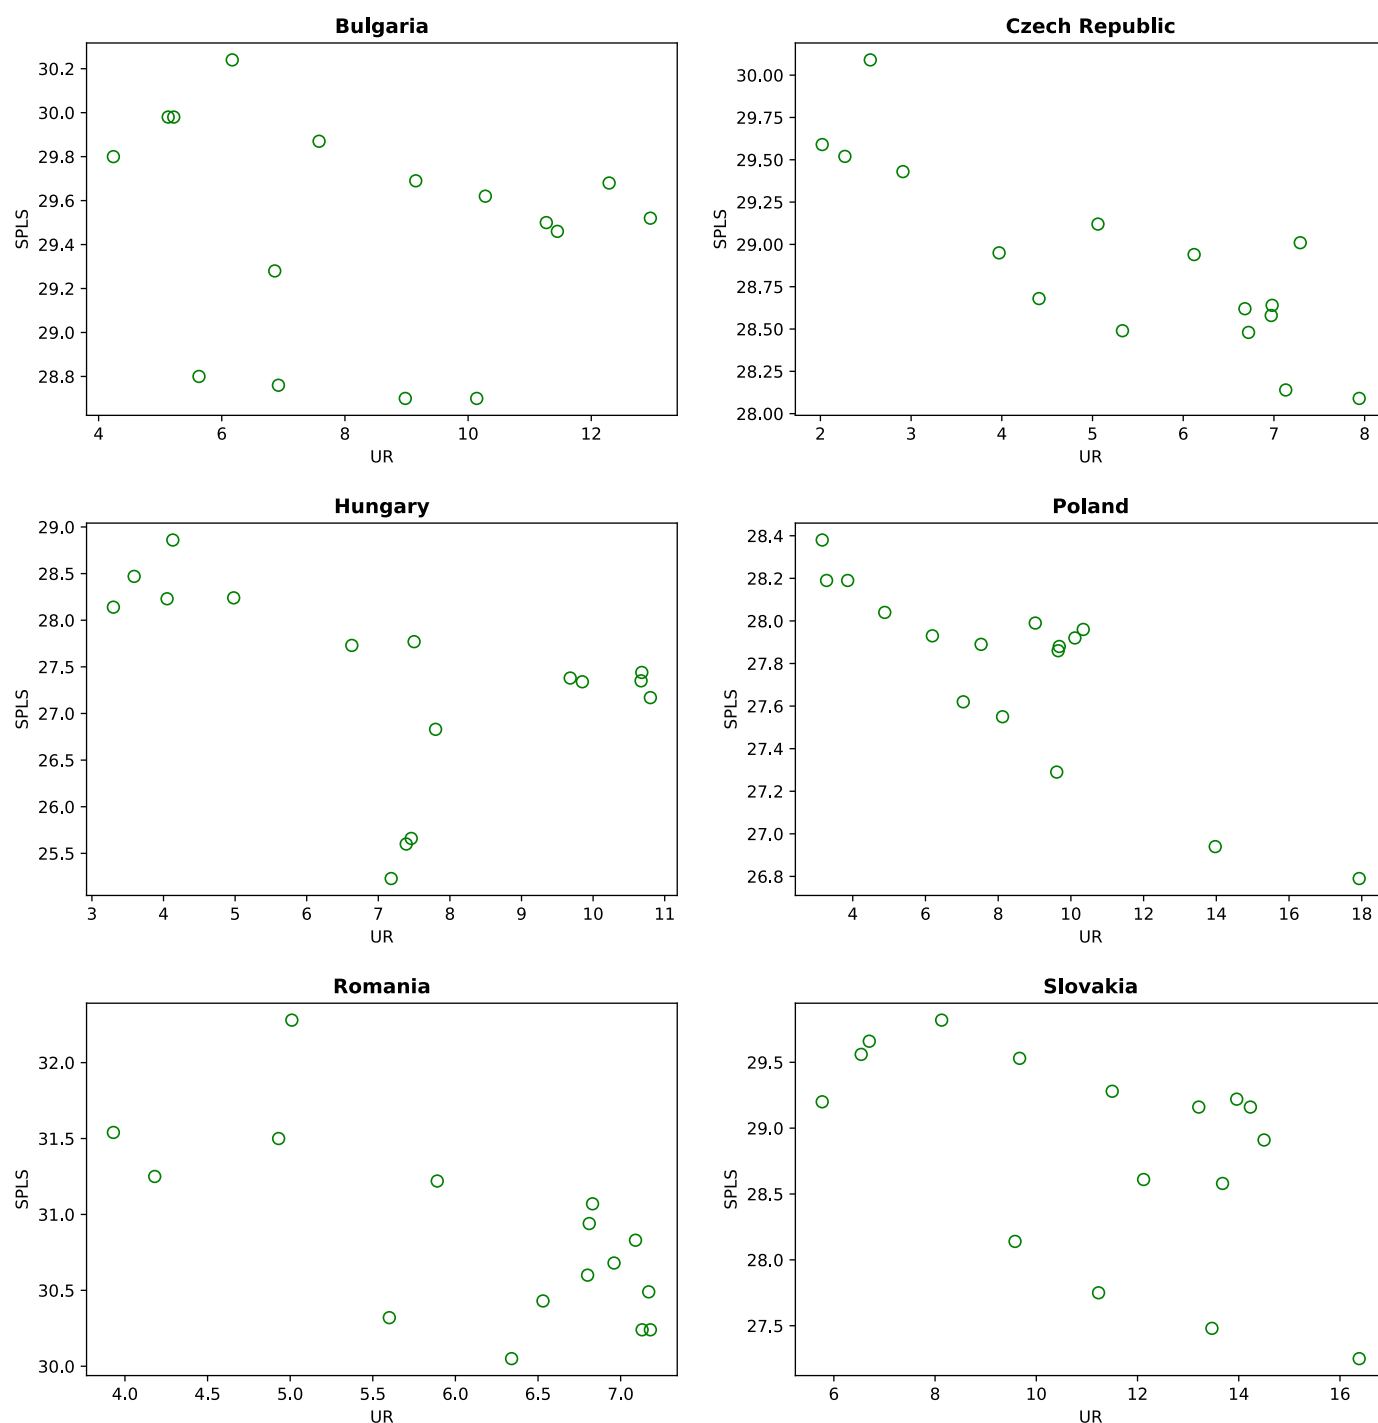 Bulgaria
30.2
30.0
29.8
29.6
29.4
29.2
29.0
28.8
SPLS
4 6 8 10 12
UR
Czech Republic
30.00
29.75
29.50
29.25
29.00
28.75
28.50
28.25
28.00
SPLS
2 3 4 5 6 7 8
UR
Hungary
29.0
28.5
28.0
27.5
27.0
26.5
26.0
25.5
SPLS
3 4 5 6 7 8 9 10 11
UR
Poland
28.4
28.2
28.0
27.8
27.6
27.4
27.2
27.0
26.8
SPLS
4 6 8 10 12 14 16 18
UR
Romania
32.0
31.5
31.0
30.5
30.0
SPLS
4.0 4.5 5.0 5.5 6.0 6.5 7.0
UR
Slovakia
29.5
29.0
28.5
28.0
27.5
SPLS
6 8 10 12 14 16
UR